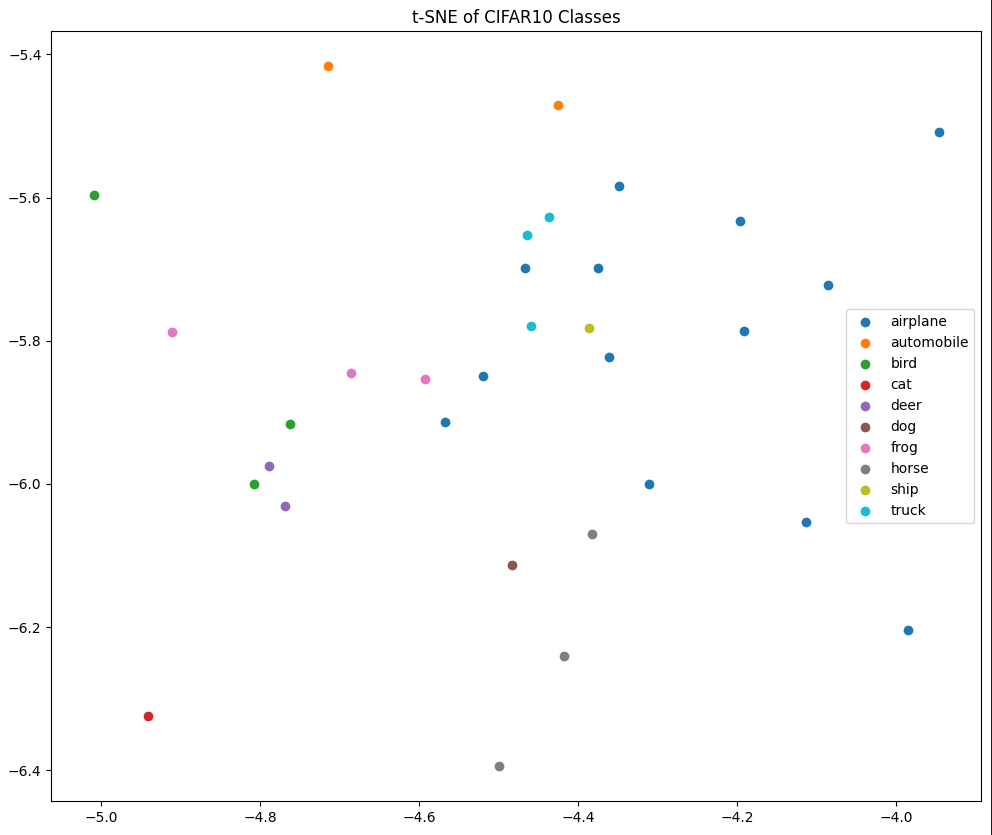 t-SNE of CIFAR10 Classes
−5.4
−5.6
−5.8
−6.0
−6.2
−6.4
airplane
automobile
bird
cat
deer
dog
frog
horse
ship
truck
−5.0 −4.8 −4.6 −4.4 −4.2 −4.0